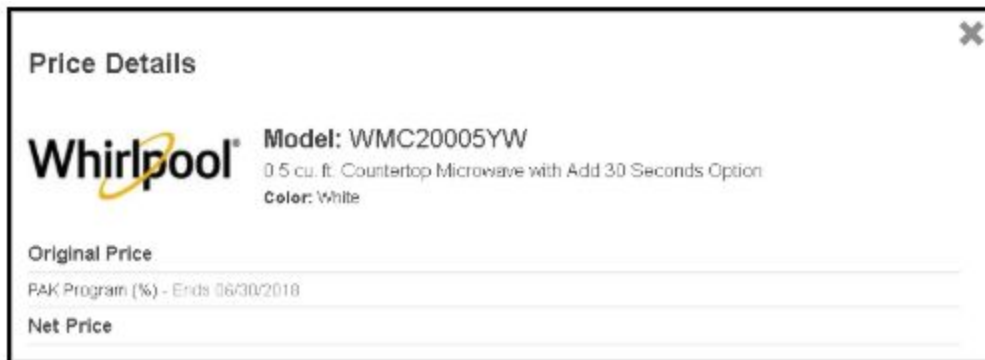 Price Details
Whirlpool®
Model: WMC20005YW
0.5 cu. ft. Countertop Microwave with Add 30 Seconds Option
Color: White
Original Price
PAK Program (%) - Ends 06/30/2018
Net Price